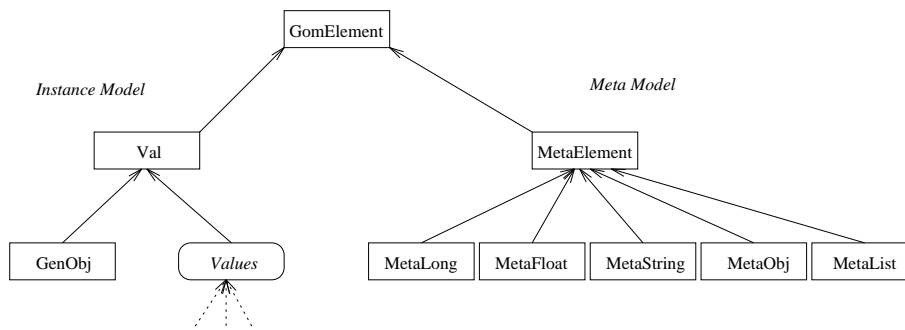 GomElement
Instance Model
Meta Model
Val
MetaElement
GenObj
Values
MetaLong
MetaFloat
MetaString
MetaObj
MetaList